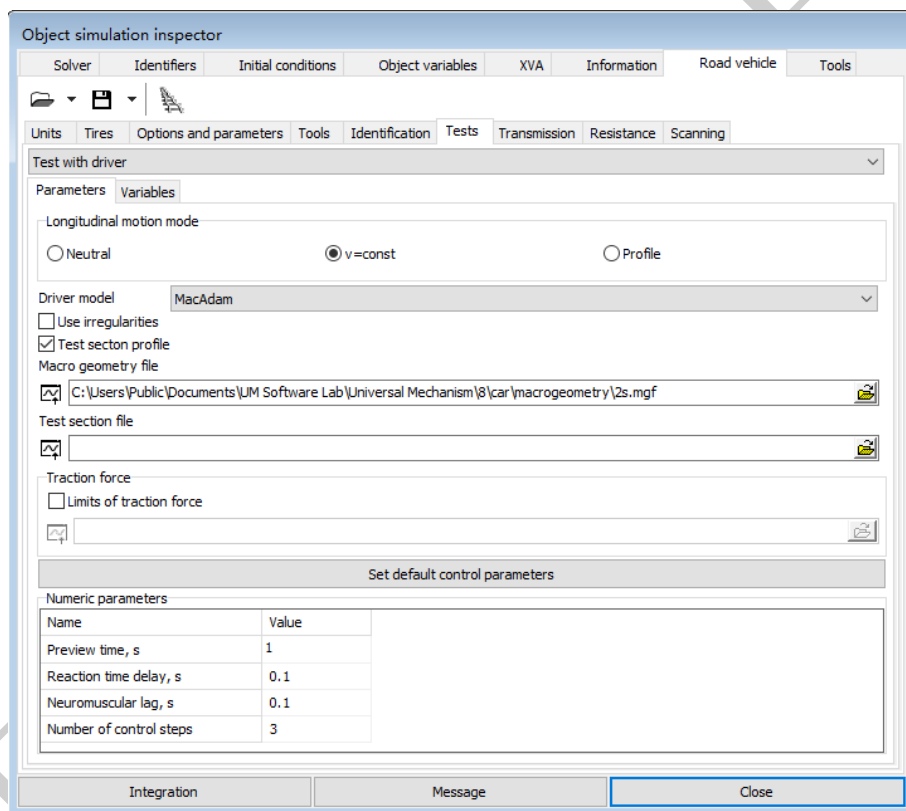 Object simulation inspector
Solver Identifiers Initial conditions Object variables XVA Information Road vehicle Tools
Units Tires Options and parameters Tools Identification Tests Transmission Resistance Scanning
Test with driver
Parameters Variables
Longitudinal motion mode
Neutral v=const Profile
Driver model MacAdam
Use irregularities
Test secton profile
Macro geometry file
C:\Users\Public\Documents\UM Software Lab\Universal Mechanism\8\car\macrogeometry\2s.mgf
Test section file
Traction force
Limits of traction force
Set default control parameters
Numeric parameters
Name Value
Preview time, s 1
Reaction time delay, s 0.1
Neuromuscular lag, s 0.1
Number of control steps 3
Integration Message Close